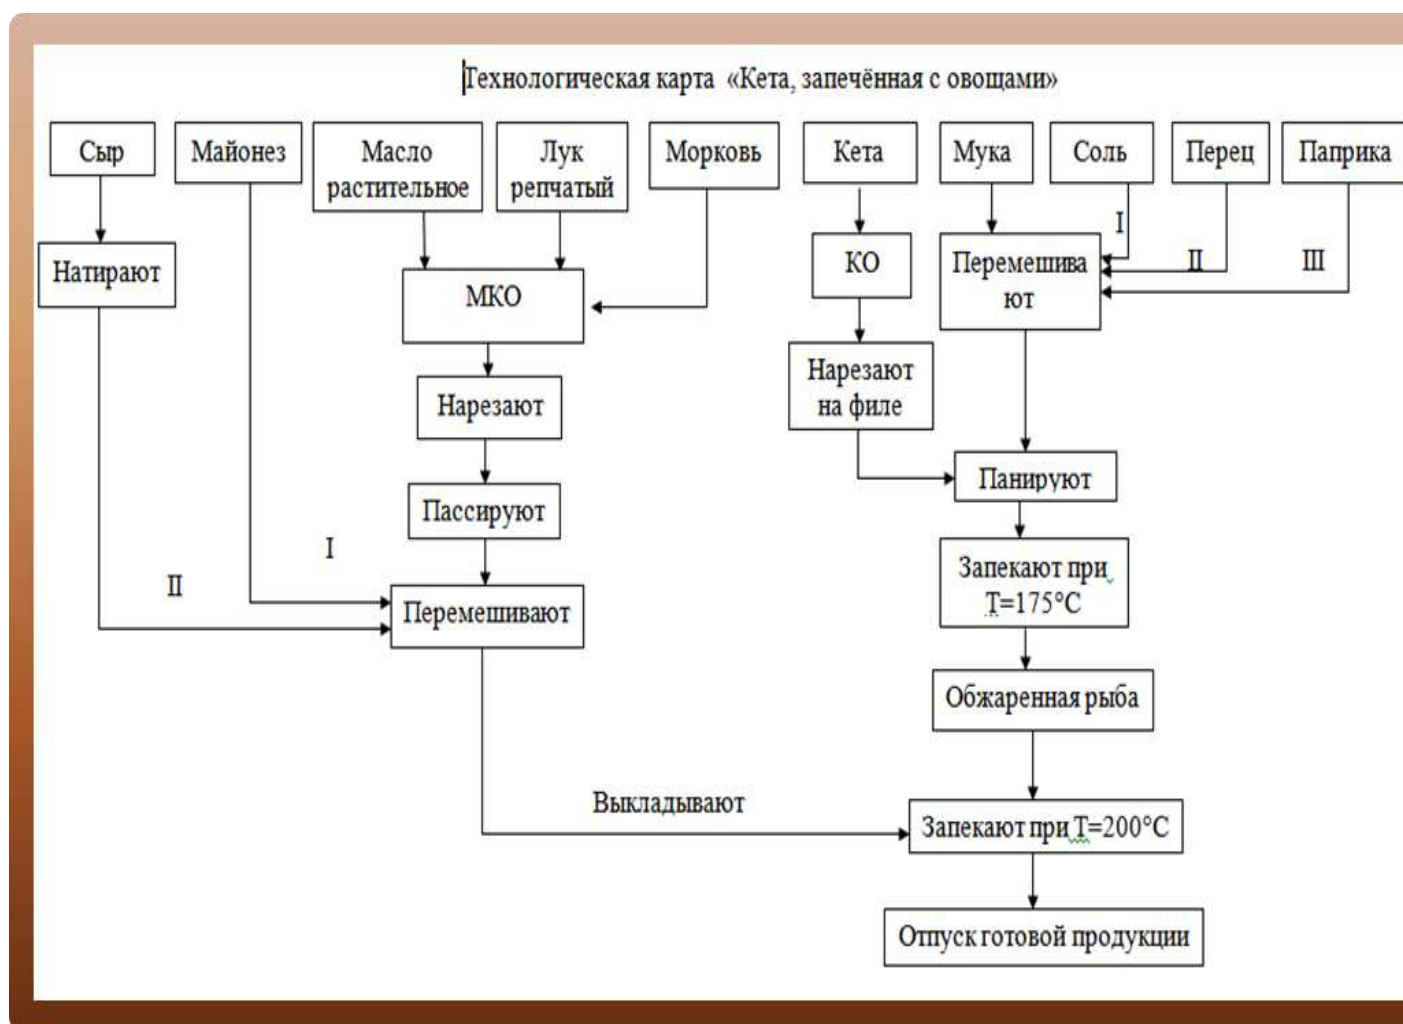 Технологическая карта «Кета, запечённая с овощами»
Сыр
Майонез
Масло
растительное
Лук
репчатый
Морковь
Кета
Мука
Соль
Перец
Паприка
Натирают
МКО
КО
Перемешива
ют
I
II
III
Нарезают
Нарезают
на филе
Пассируют
Панируют
I
II
Перемешивают
Запекают при
Т=175°С
Обжаренная рыба
Выкладывают
Запекают при Т=200°С
Отпуск готовой продукции